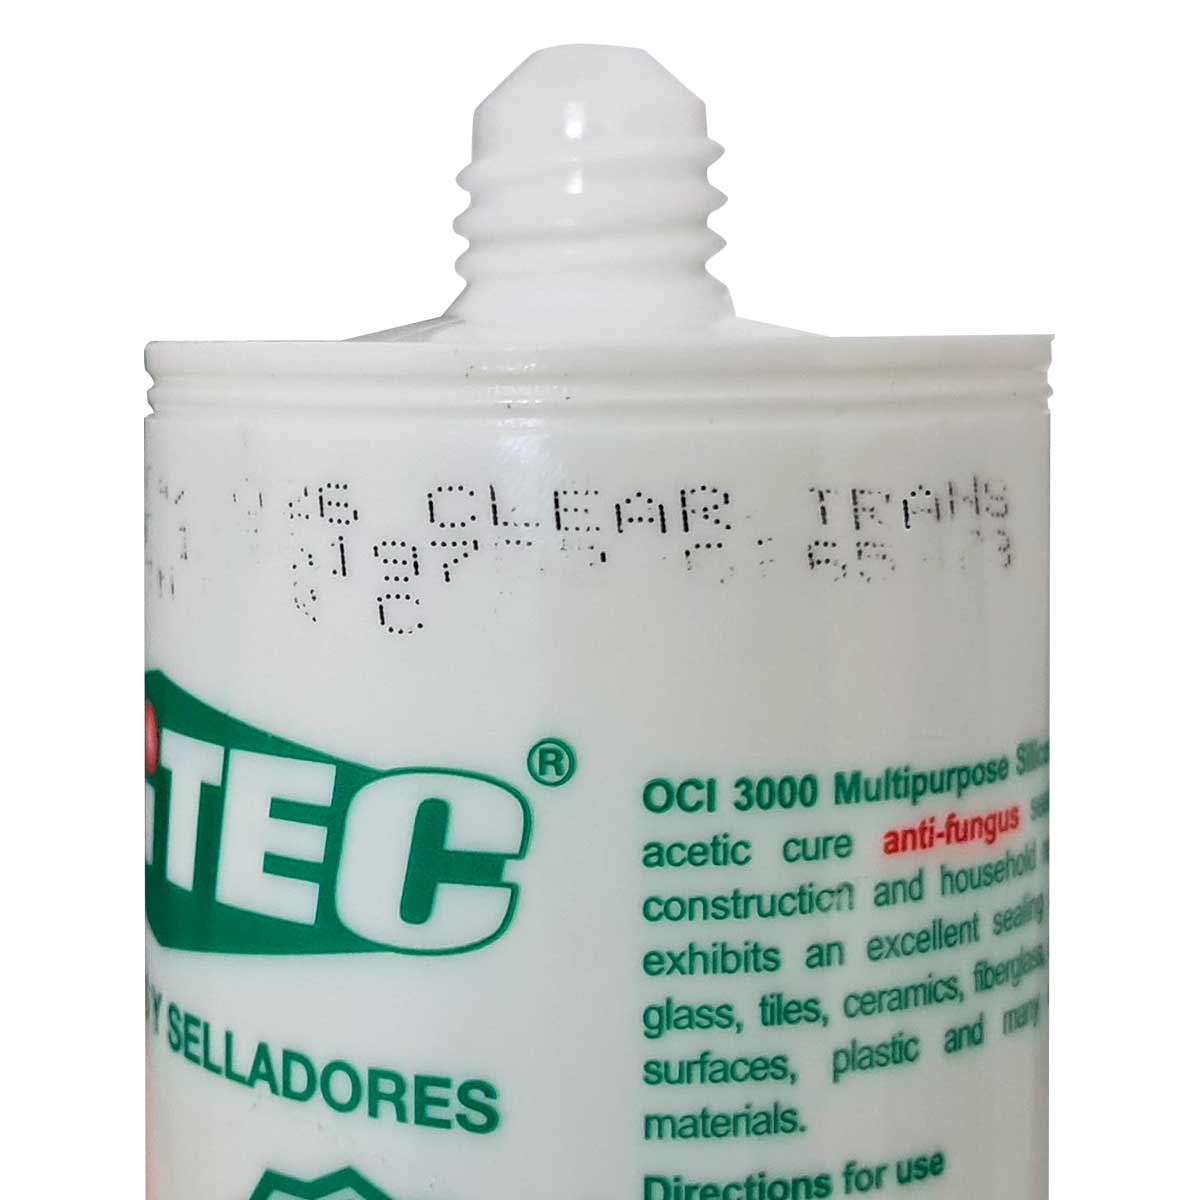 CLEAR TRANS
C
iTEC®
Y SELLADORES
OCI 3000 Multipurpose
acetic cure anti-fungus
construction and household
exhibits an excellent sealing
glass, tiles, ceramics, fiberglass,
surfaces, plastic and many
materials.
Directions for use